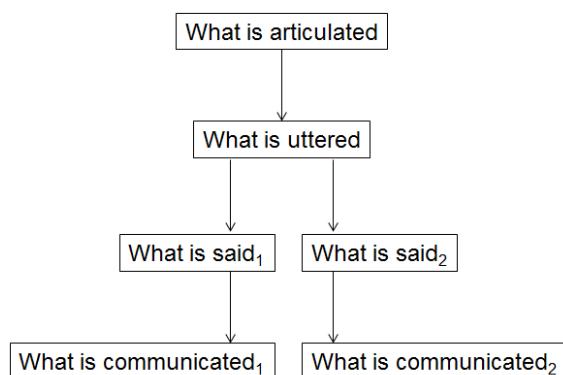 What is articulated
What is uttered
What is said₁
What is said₂
What is communicated₁
What is communicated₂